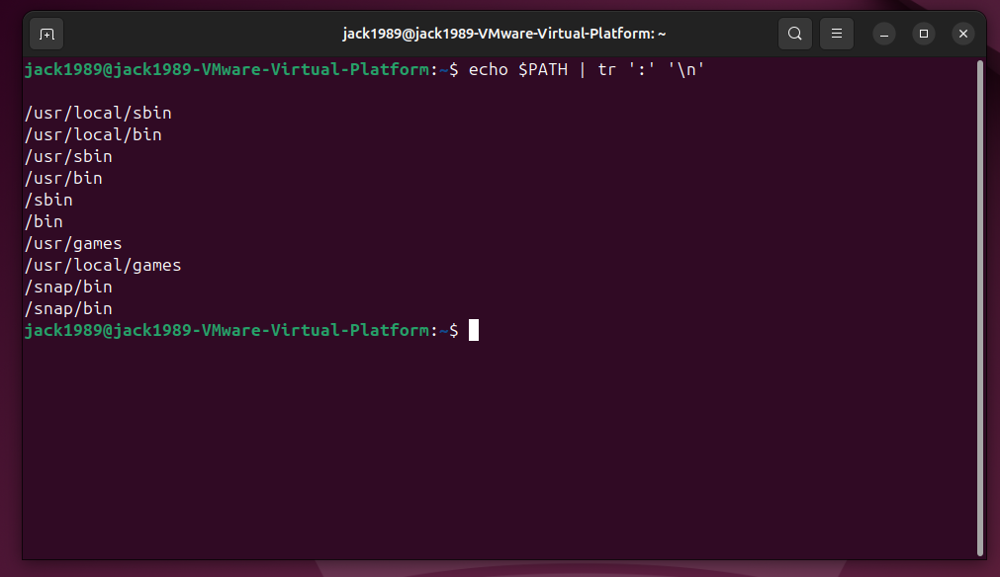 jack1989@jack1989-VMware-Virtual-Platform: ~
jack1989@jack1989-VMware-Virtual-Platform:~$ echo $PATH | tr ':' '\n'
/usr/local/sbin
/usr/local/bin
/usr/sbin
/usr/bin
/sbin
/bin
/usr/games
/usr/local/games
/snap/bin
/snap/bin
jack1989@jack1989-VMware-Virtual-Platform:~$